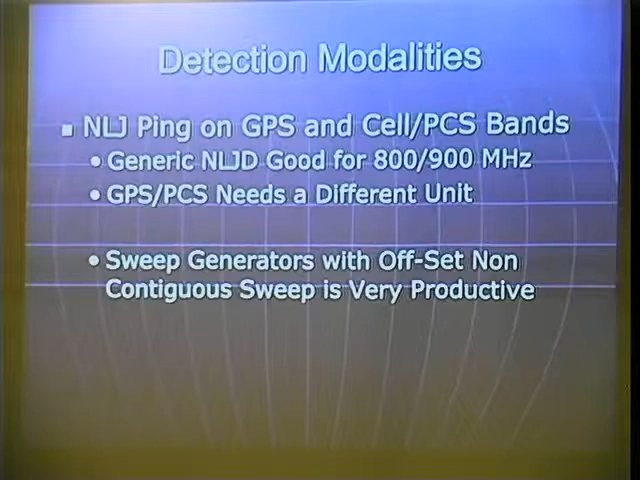 Detection Modalities
▪ NLJ Ping on GPS and Cell/PCS Bands
• Generic NLJD Good for 800/900 MHz
• GPS/PCS Needs a Different Unit
• Sweep Generators with Off-Set Non
Contiguous Sweep is Very Productive